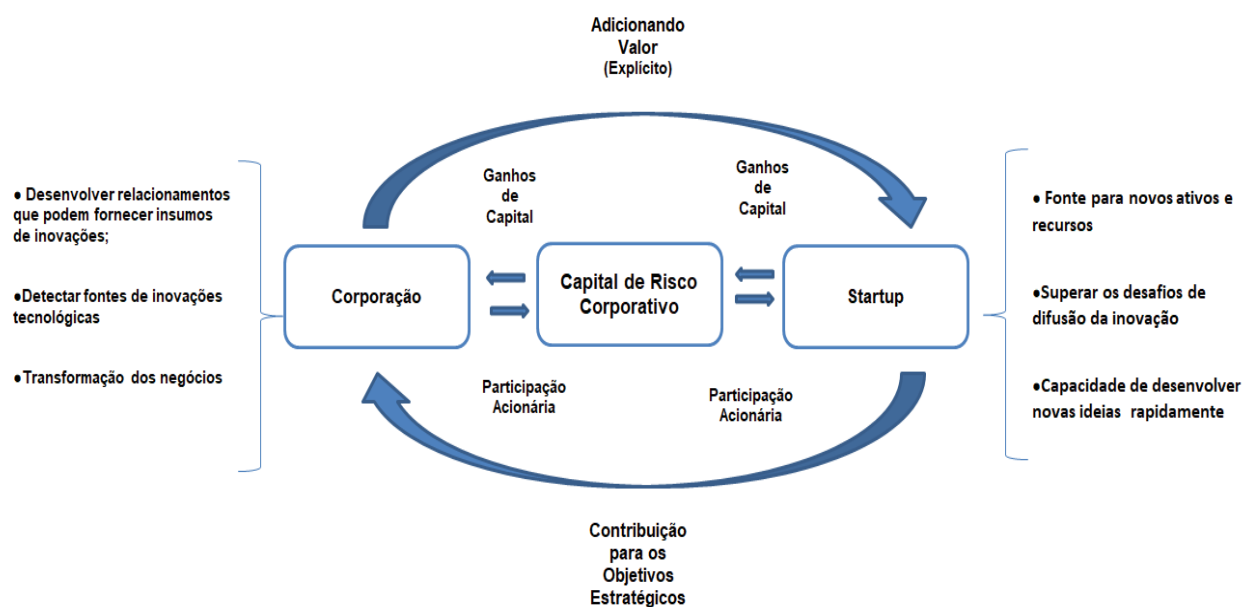 Adicionando
Valor
(Explícito)
● Desenvolver relacionamentos
que podem fornecer insumos
de inovações;
●Detectar fontes de inovações
tecnológicas
●Transformação dos negócios
Ganhos
de
Capital
Ganhos
de
Capital
Corporação
Capital de Risco
Corporativo
Startup
Participação
Acionária
Participação
Acionária
● Fonte para novos ativos e
recursos
●Superar os desafios de
difusão da inovação
●Capacidade de desenvolver
novas ideias rapidamente
Contribuição
para os
Objetivos
Estratégicos